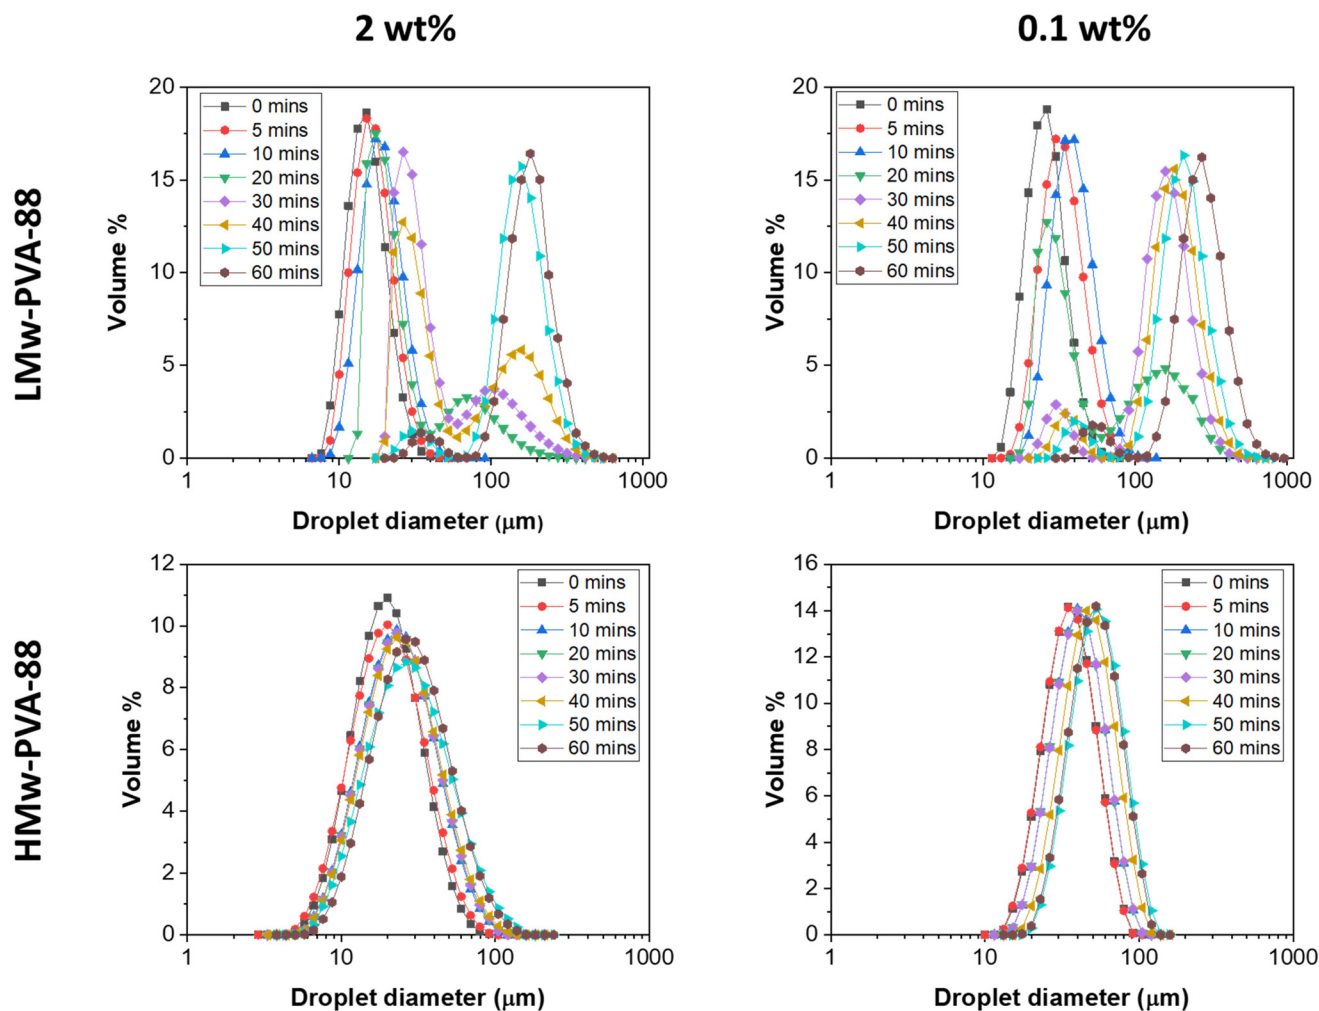 2 wt%
0.1 wt%
LMw-PVA-88
20
15
10
5
0
Volume %
0 mins
5 mins
10 mins
20 mins
30 mins
40 mins
50 mins
60 mins
1
10
100
1000
Droplet diameter (μm)
20
15
10
5
0
Volume %
0 mins
5 mins
10 mins
20 mins
30 mins
40 mins
50 mins
60 mins
1
10
100
1000
Droplet diameter (μm)
HMw-PVA-88
12
10
8
6
4
2
0
Volume %
0 mins
5 mins
10 mins
20 mins
30 mins
40 mins
50 mins
60 mins
1
10
100
1000
Droplet diameter (μm)
16
14
12
10
8
6
4
2
0
Volume %
0 mins
5 mins
10 mins
20 mins
30 mins
40 mins
50 mins
60 mins
1
10
100
1000
Droplet diameter (μm)